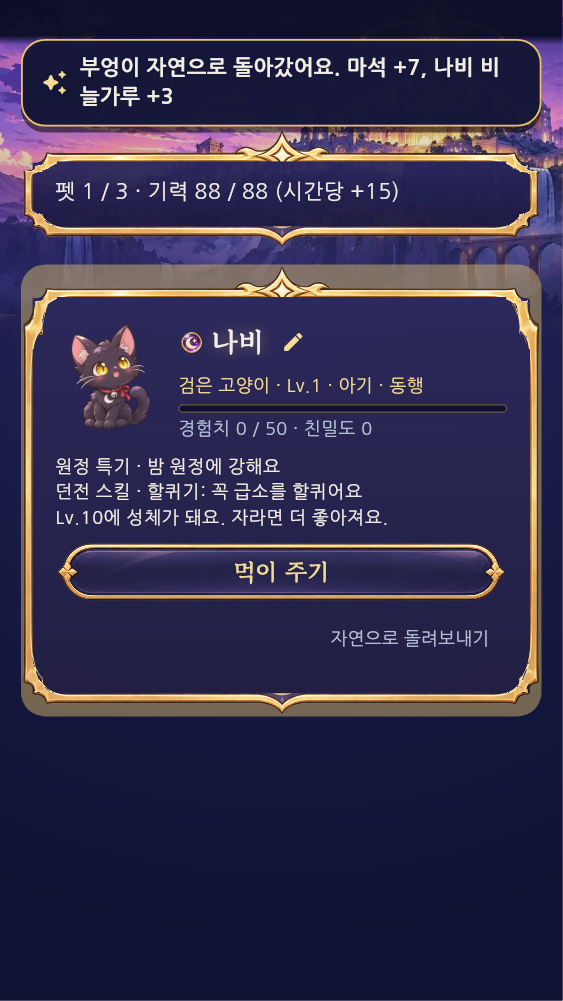 부엉이 자연으로 돌아갔어요. 마석 +7, 나비 비
늘가루 +3
펫 1 / 3 · 기력 88 / 88 (시간당 +15)
나비
검은 고양이 · Lv.1 · 아기 · 동행
경험치 0 / 50 · 친밀도 0
원정 특기 · 밤 원정에 강해요
던전 스킬 · 할퀴기: 꼭 급소를 할퀴어요
Lv.10에 성체가 돼요. 자라면 더 좋아져요.
먹이 주기
자연으로 돌려보내기